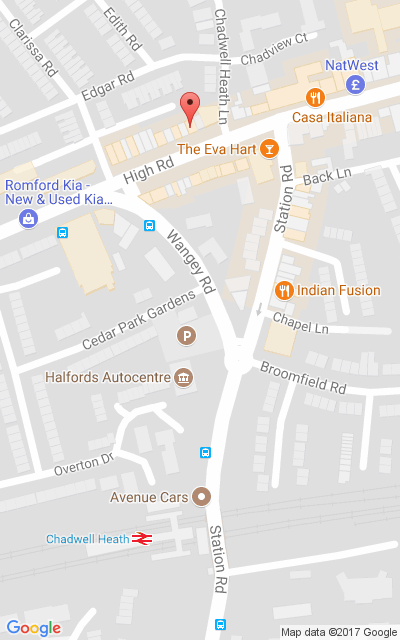 Edith Rd
Clarissa Rd
Chadwell Heath Ln
Chadview Ct
NatWest
Edgar Rd
Casa Italiana
The Eva Hart
High Rd
Station Rd
Back Ln
Romford Kia -
New & Used Kia...
Wangey Rd
Indian Fusion
Cedar Park Gardens
Chapel Ln
P
Halfords Autocentre
Broomfield Rd
Overton Dr
Avenue Cars
Chadwell Heath
Station Rd
Google
Map data ©2017 Google